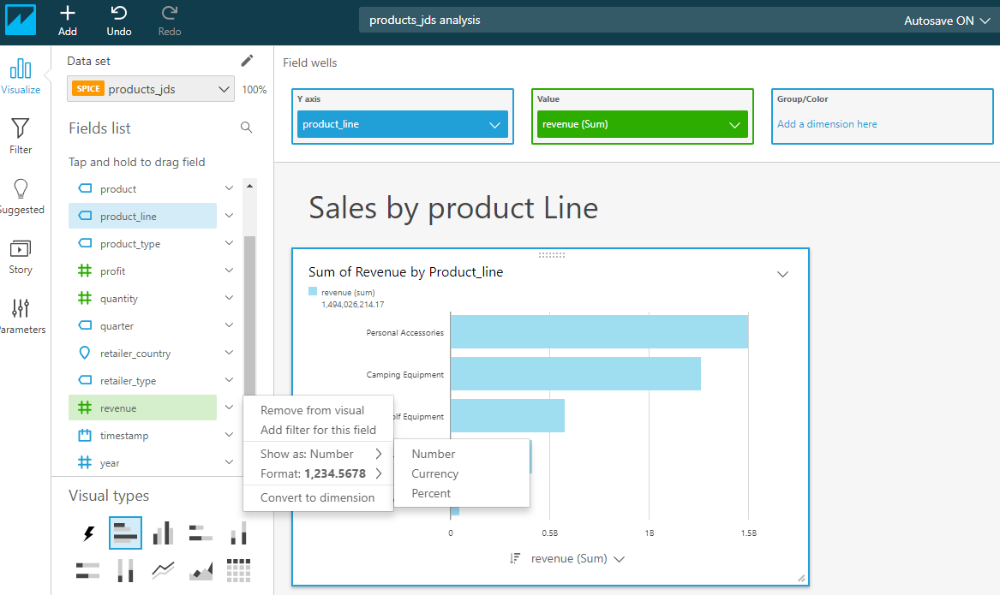 Add
Undo
Redo
products_jds analysis
Autosave ON
Visualize
Filter
Suggested
Story
Parameters
Data set
SPICE products_jds
100%
Fields list
Tap and hold to drag field
product
product_line
product_type
profit
quantity
quarter
retailer_country
retailer_type
revenue
timestamp
year
Visual types
Remove from visual
Add filter for this field
Show as: Number
Format: 1,234.5678
Convert to dimension
Number
Currency
Percent
Field wells
Y axis
product_line
Value
revenue (Sum)
Group/Color
Add a dimension here
Sales by product Line
Sum of Revenue by Product_line
revenue (sum)
1,494,026,214.17
Personal Accessories
Camping Equipment
olf Equipment
0
0.5B
1B
1.5B
revenue (Sum)